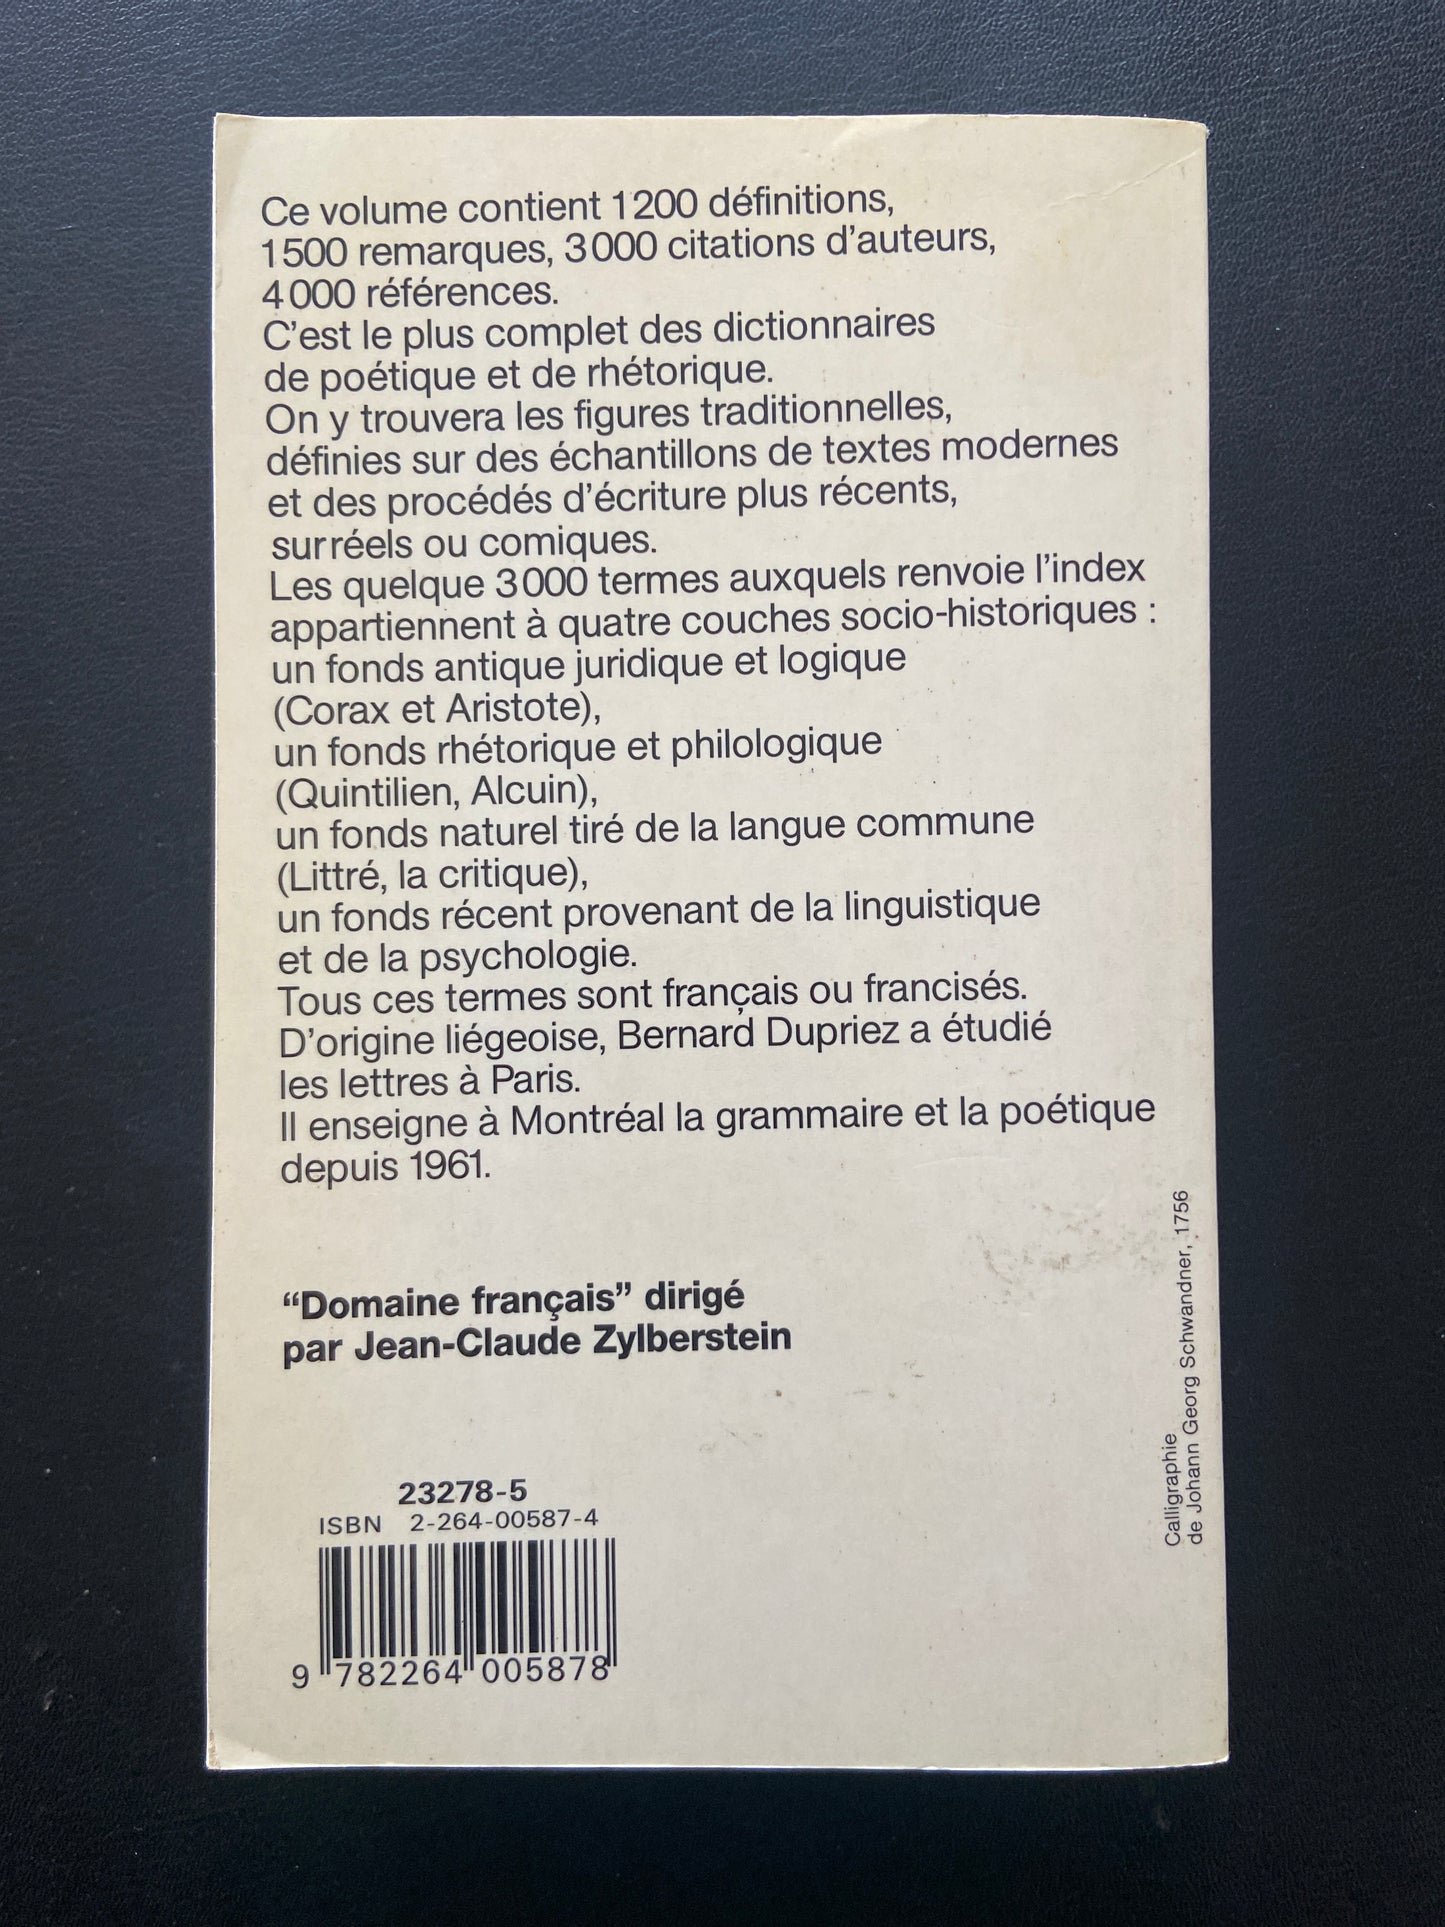 Ce volume contient 1200 définitions,
1500 remarques, 3000 citations d'auteurs,
4000 références.
C'est le plus complet des dictionnaires
de poétique et de rhétorique.
On y trouvera les figures traditionnelles,
définies sur des échantillons de textes modernes
et des procédés d'écriture plus récents,
surréels ou comiques.
Les quelque 3000 termes auxquels renvoie l'index
appartiennent à quatre couches socio-historiques :
un fonds antique juridique et logique
(Corax et Aristote),
un fonds rhétorique et philologique
(Quintilien, Alcuin),
un fonds naturel tiré de la langue commune
(Littré, la critique),
un fonds récent provenant de la linguistique
et de la psychologie.
Tous ces termes sont français ou francisés.
D'origine liégeoise, Bernard Dupriez a étudié
les lettres à Paris.
Il enseigne à Montréal la grammaire et la poétique
depuis 1961.
“Domaine français” dirigé
par Jean-Claude Zylberstein
Calligraphie
de Johann Georg Schwandner, 1756
23278-5
ISBN 2-264-00587-4
9 782264 005878